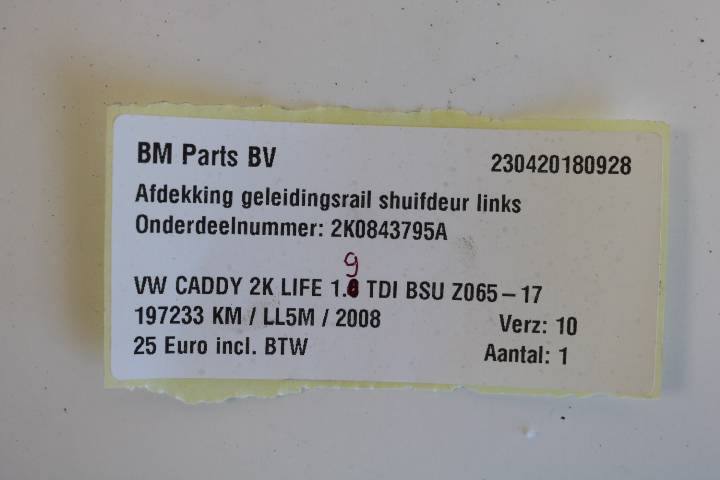 BM Parts BV 230420180928
Afdekking geleidingsrail shuifdeur links
Onderdeelnummer: 2K0843795A
9
VW CADDY 2K LIFE 1. TDI BSU Z065-17
197233 KM / LL5M / 2008 Verz: 10
25 Euro incl. BTW Aantal: 1